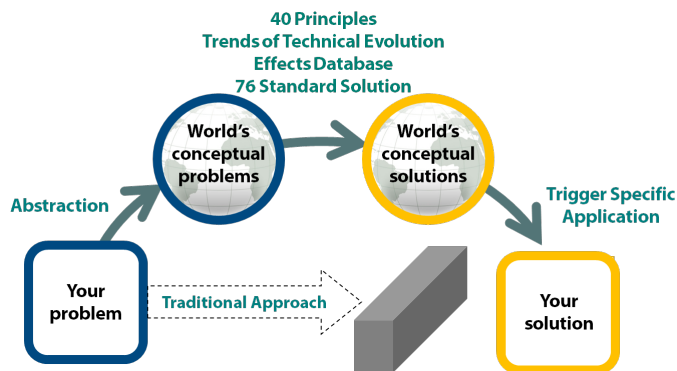 40 Principles
Trends of Technical Evolution
Effects Database
76 Standard Solution
World's
conceptual
problems
World's
conceptual
solutions
Abstraction
Trigger Specific
Application
Your
problem
Traditional Approach
Your
solution